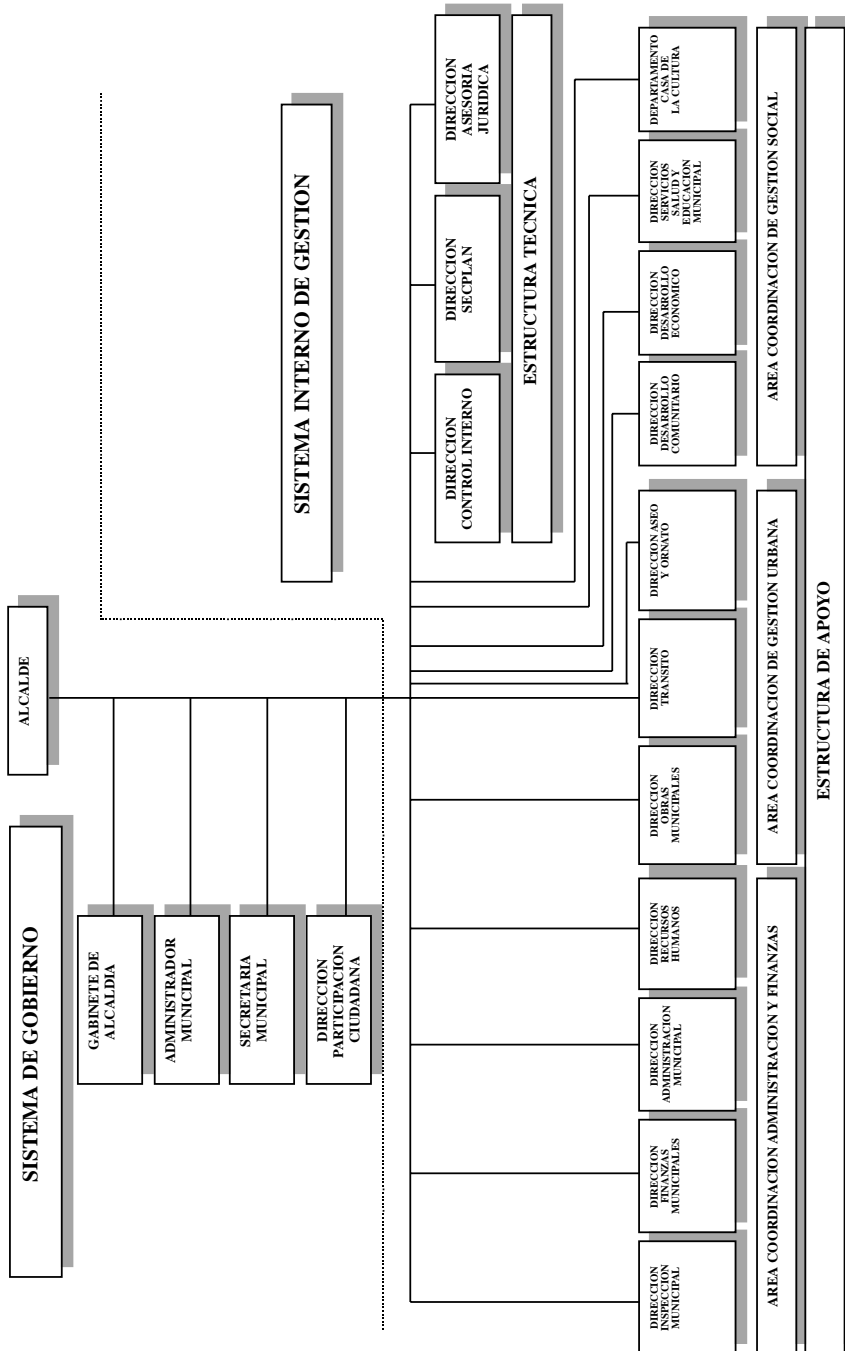 ALCALDE
SISTEMA DE GOBIERNO
GABINETE DE
ALCALDIA
ADMINISTRADOR
MUNICIPAL
SECRETARIA
MUNICIPAL
DIRECCION
PARTICIPACION
CIUDADANA
SISTEMA INTERNO DE GESTION
DIRECCION
CONTROL INTERNO
DIRECCION
SECPLAN
DIRECCION
ASESORIA
JURIDICA
ESTRUCTURA TECNICA
DIRECCION
INSPECCION
MUNICIPAL
DIRECCION
FINANZAS
MUNICIPALES
DIRECCION
ADMINISTRACION
MUNICIPAL
DIRECCION
RECURSOS
HUMANOS
DIRECCION
OBRAS
MUNICIPALES
DIRECCION
TRANSITO
DIRECCION ASEO
Y ORNATO
DIRECCION
DESARROLLO
COMUNITARIO
DIRECCION
DESARROLLO
ECONOMICO
DIRECCION
SERVICIOS
SALUD Y
EDUCACION
MUNICIPAL
DEPARTAMENTO
CASA DE
LA CULTURA
AREA COORDINACION ADMINISTRACION Y FINANZAS
AREA COORDINACION DE GESTION URBANA
AREA COORDINACION DE GESTION SOCIAL
ESTRUCTURA DE APOYO